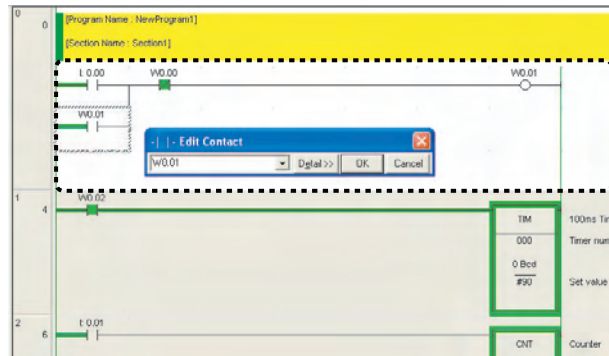 0
0
[Program Name : NewProgram1]
[Section Name : Section1]
I: 0.00
W0.00
W0.01
W0.01
-| |- Edit Contact
W0.01
Detail >>
OK
Cancel
1
4
W0.02
TIM
100ms Tim
000
Timer num
0 Bcd
#90
Set value
2
6
I: 0.01
CNT
Counter